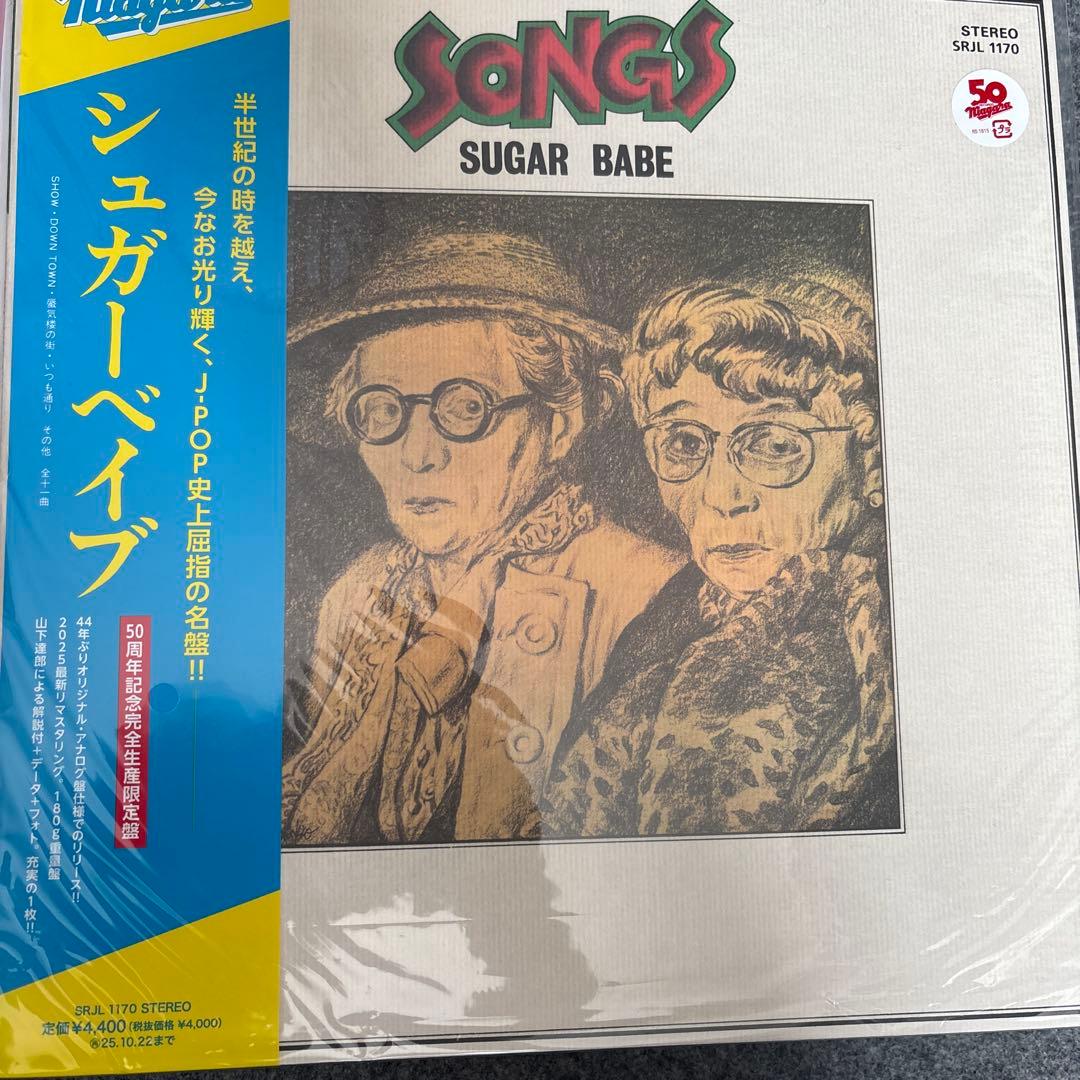 Niagara
SONGS
SUGAR BABE
STEREO
SRJL 1170
50
Niagara
RS 1815
プラ
半世紀の時を越え、
今なお光り輝く、J-POP史上屈指の名盤!!
シュガーベイブ
SHOW・DOWN TOWN・蜃気楼の街・いつも通り その他 全十一曲
50周年記念完全生産限定盤
44年ぶりオリジナル・アナログ盤仕様でのリリース!!
2025最新リマスタリング。180g重量盤
山下達郎による解説付+データ+フォト。充実の1枚!!
SRJL 1170 STEREO
定価¥4,400(税抜価格 ¥4,000)
25.10.22まで